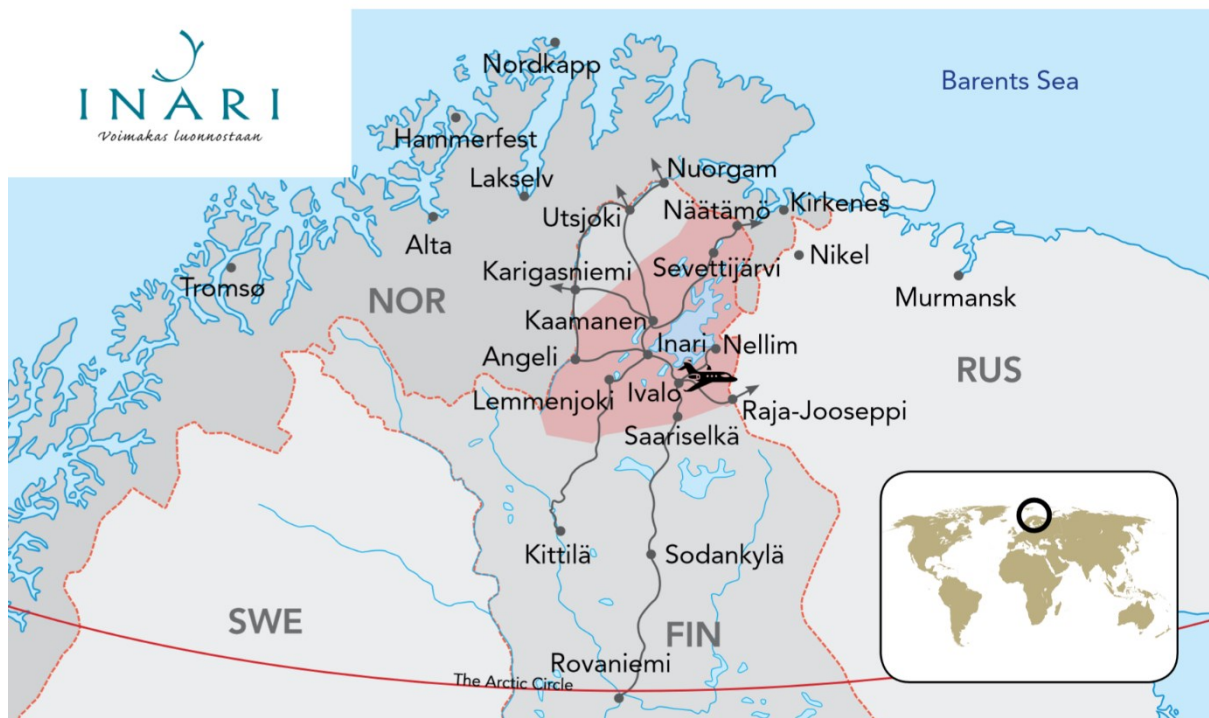 INARI
Voimakas luonnostaan
Barents Sea
Nordkapp
Hammerfest
Lakselv
Nuorgam
Utsjoki
Näätämö
Kirkenes
Alta
Tromsø
NOR
Karigasniemi
Sevettijärvi
Nikel
Murmansk
Kaamanen
Inari
Nellim
Angeli
RUS
Lemmenjoki
Ivalo
Raja-Jooseppi
Saariselkä
Kittilä
Sodankylä
SWE
FIN
Rovaniemi
The Arctic Circle